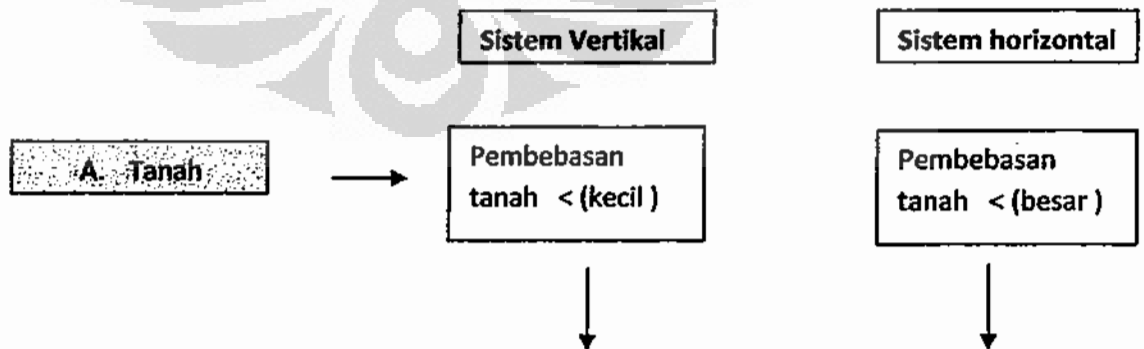 Sistem Vertikal
Sistem horizontal
A. Tanah
Pembebasan
tanah < (kecil )
Pembebasan
tanah < (besar )